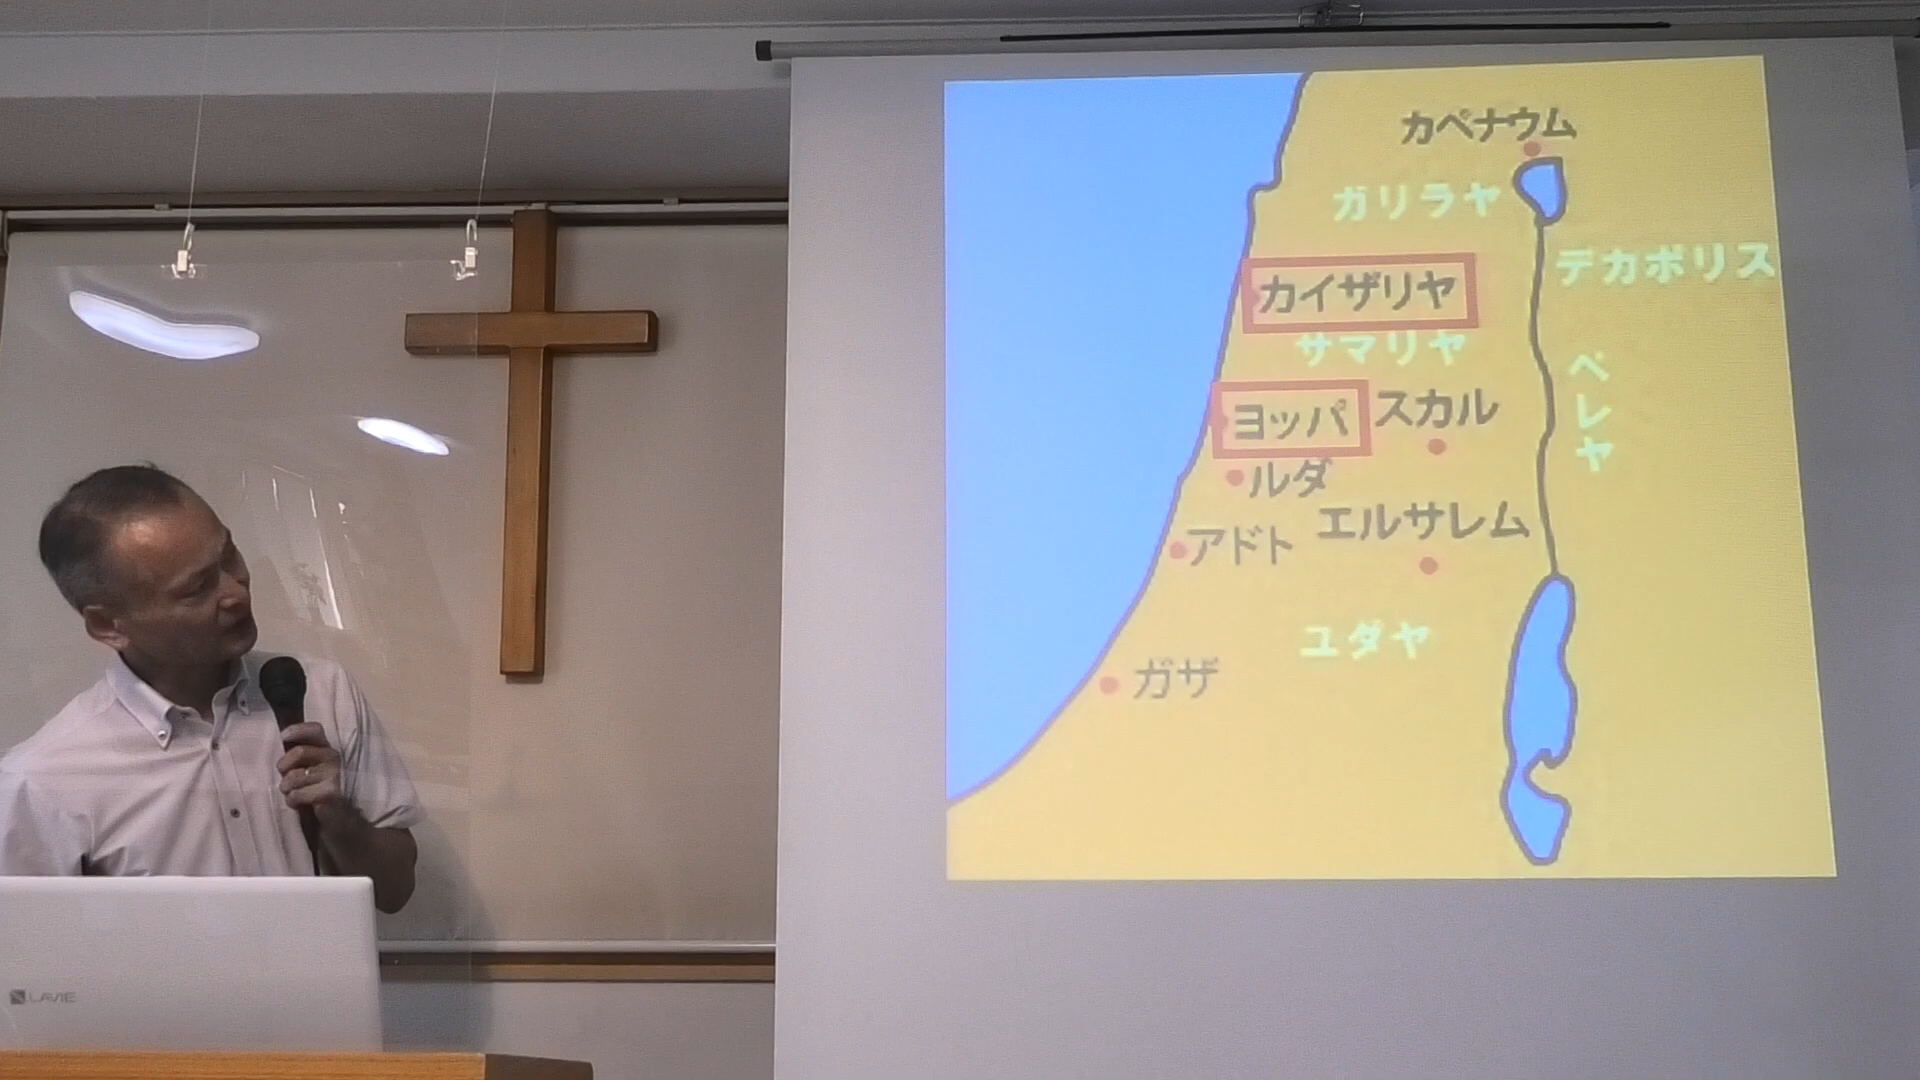 カペナウム
ガリラヤ
デカポリス
カイザリヤ
サマリヤ
ペレヤ
ヨッパ
スカル
ルダ
エルサレム
アドト
ユダヤ
ガザ
LAVIE